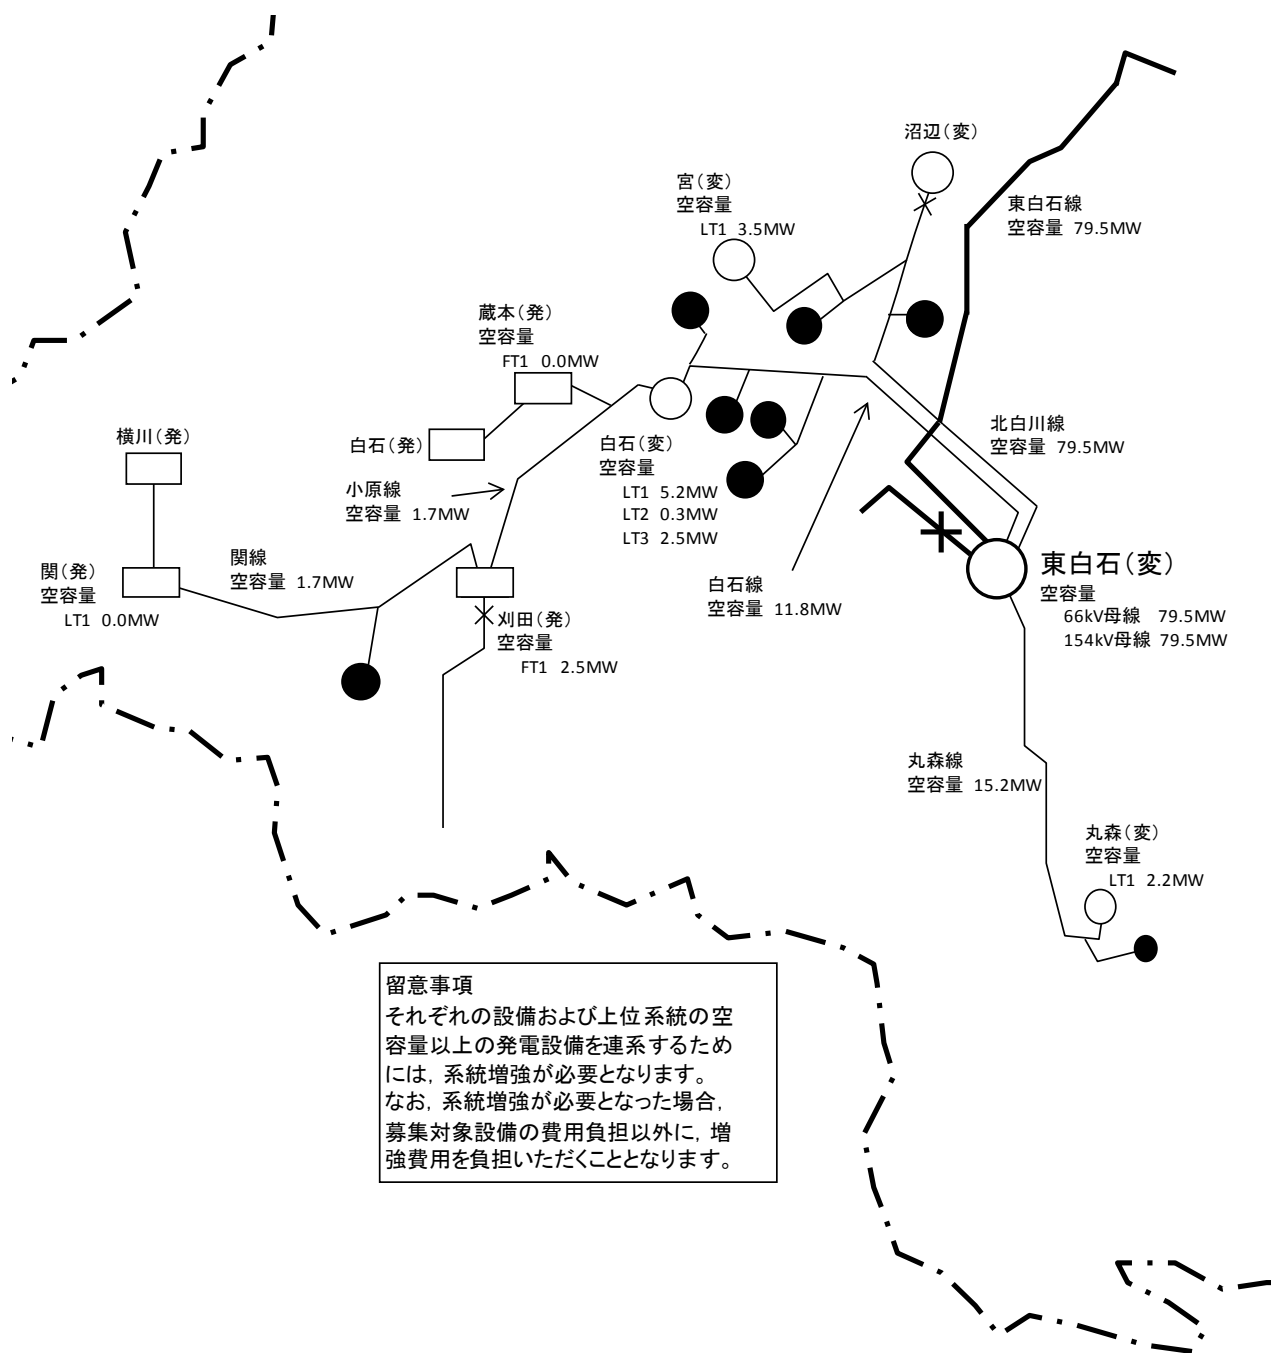 沼辺(変)
宮(変)
空容量
LT1 3.5MW
東白石線
空容量 79.5MW
蔵本(発)
空容量
FT1 0.0MW
横川(発)
白石(発)
白石(変)
空容量
LT1 5.2MW
LT2 0.3MW
LT3 2.5MW
北白川線
空容量 79.5MW
小原線
空容量 1.7MW
関線
空容量 1.7MW
関(発)
空容量
LT1 0.0MW
刈田(発)
空容量
FT1 2.5MW
白石線
空容量 11.8MW
東白石(変)
空容量
66kV母線 79.5MW
154kV母線 79.5MW
丸森線
空容量 15.2MW
丸森(変)
空容量
LT1 2.2MW
留意事項
それぞれの設備および上位系統の空
容量以上の発電設備を連系するため
には,系統増強が必要となります。
なお,系統増強が必要となった場合,
募集対象設備の費用負担以外に,増
強費用を負担いただくこととなります。